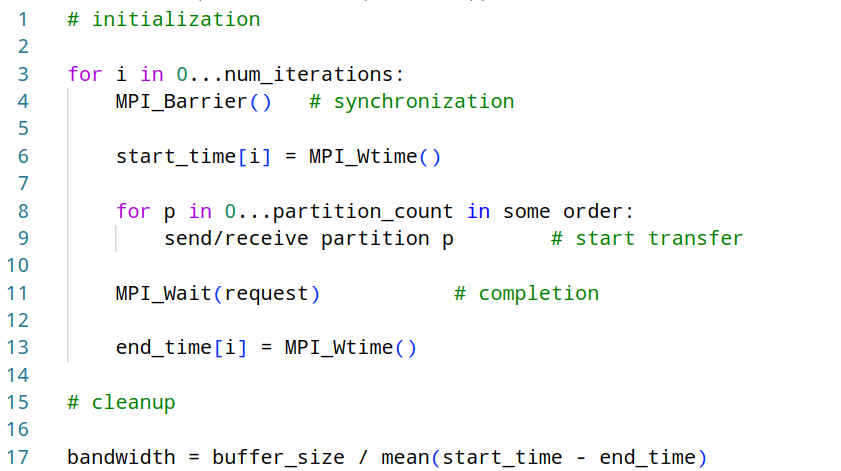 1 # initialization
2
3 for i in 0...num_iterations:
4 MPI_Barrier() # synchronization
5
6 start_time[i] = MPI_Wtime()
7
8 for p in 0...partition_count in some order:
9 send/receive partition p # start transfer
10
11 MPI_Wait(request) # completion
12
13 end_time[i] = MPI_Wtime()
14
15 # cleanup
16
17 bandwidth = buffer_size / mean(start_time - end_time)